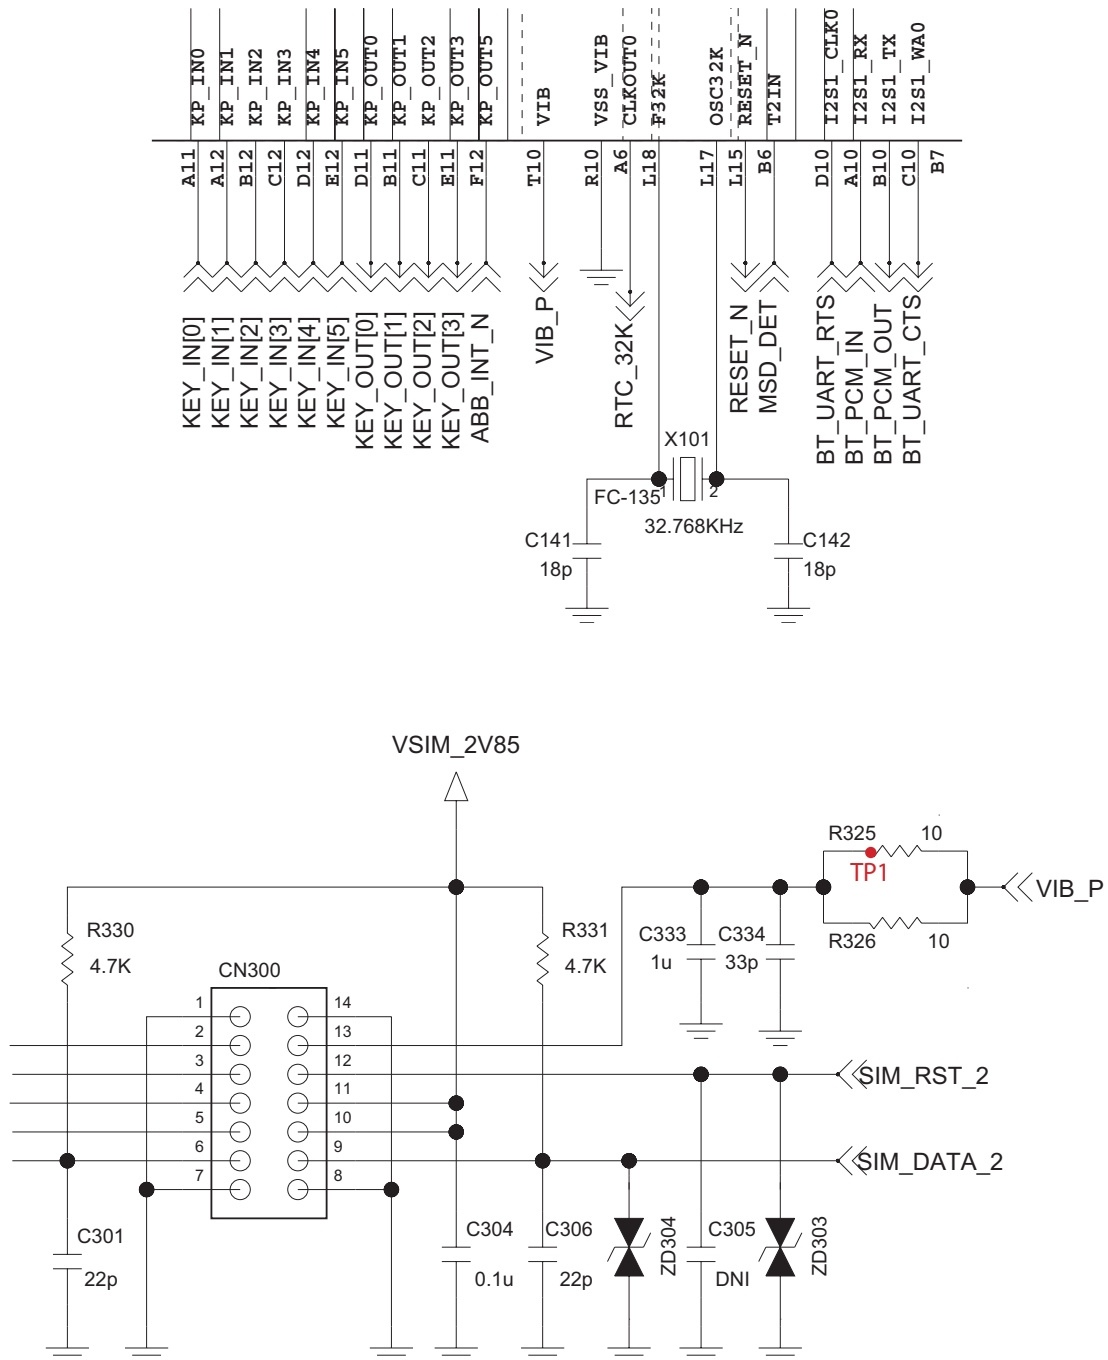 KP_IN0
KP_IN1
KP_IN2
KP_IN3
KP_IN4
KP_IN5
KP_OUT0
KP_OUT1
KP_OUT2
KP_OUT3
KP_OUT5
VIB
VSS_VIB
CLKOUT0
F32K
OSC32K
RESET_N
T2IN
I2S1_CLK0
I2S1_RX
I2S1_TX
I2S1_WA0
A11
A12
B12
C12
D12
E12
D11
B11
C11
E11
F12
T10
R10
A6
L18
L17
L15
B6
D10
A10
B10
C10
B7
KEY_IN[0]
KEY_IN[1]
KEY_IN[2]
KEY_IN[3]
KEY_IN[4]
KEY_IN[5]
KEY_OUT[0]
KEY_OUT[1]
KEY_OUT[2]
KEY_OUT[3]
ABB_INT_N
VIB_P
RTC_32K
RESET_N
MSD_DET
BT_UART_RTS
BT_PCM_IN
BT_PCM_OUT
BT_UART_CTS
X101
FC-135
1
2
32.768KHz
C141
18p
C142
18p
VSIM_2V85
R325
10
TP1
VIB_P
R326
10
R330
4.7K
R331
4.7K
C333
1u
C334
33p
CN300
1
14
2
13
3
12
4
11
5
10
6
9
7
8
SIM_RST_2
SIM_DATA_2
C301
22p
C304
0.1u
C306
22p
ZD304
C305
DNI
ZD303